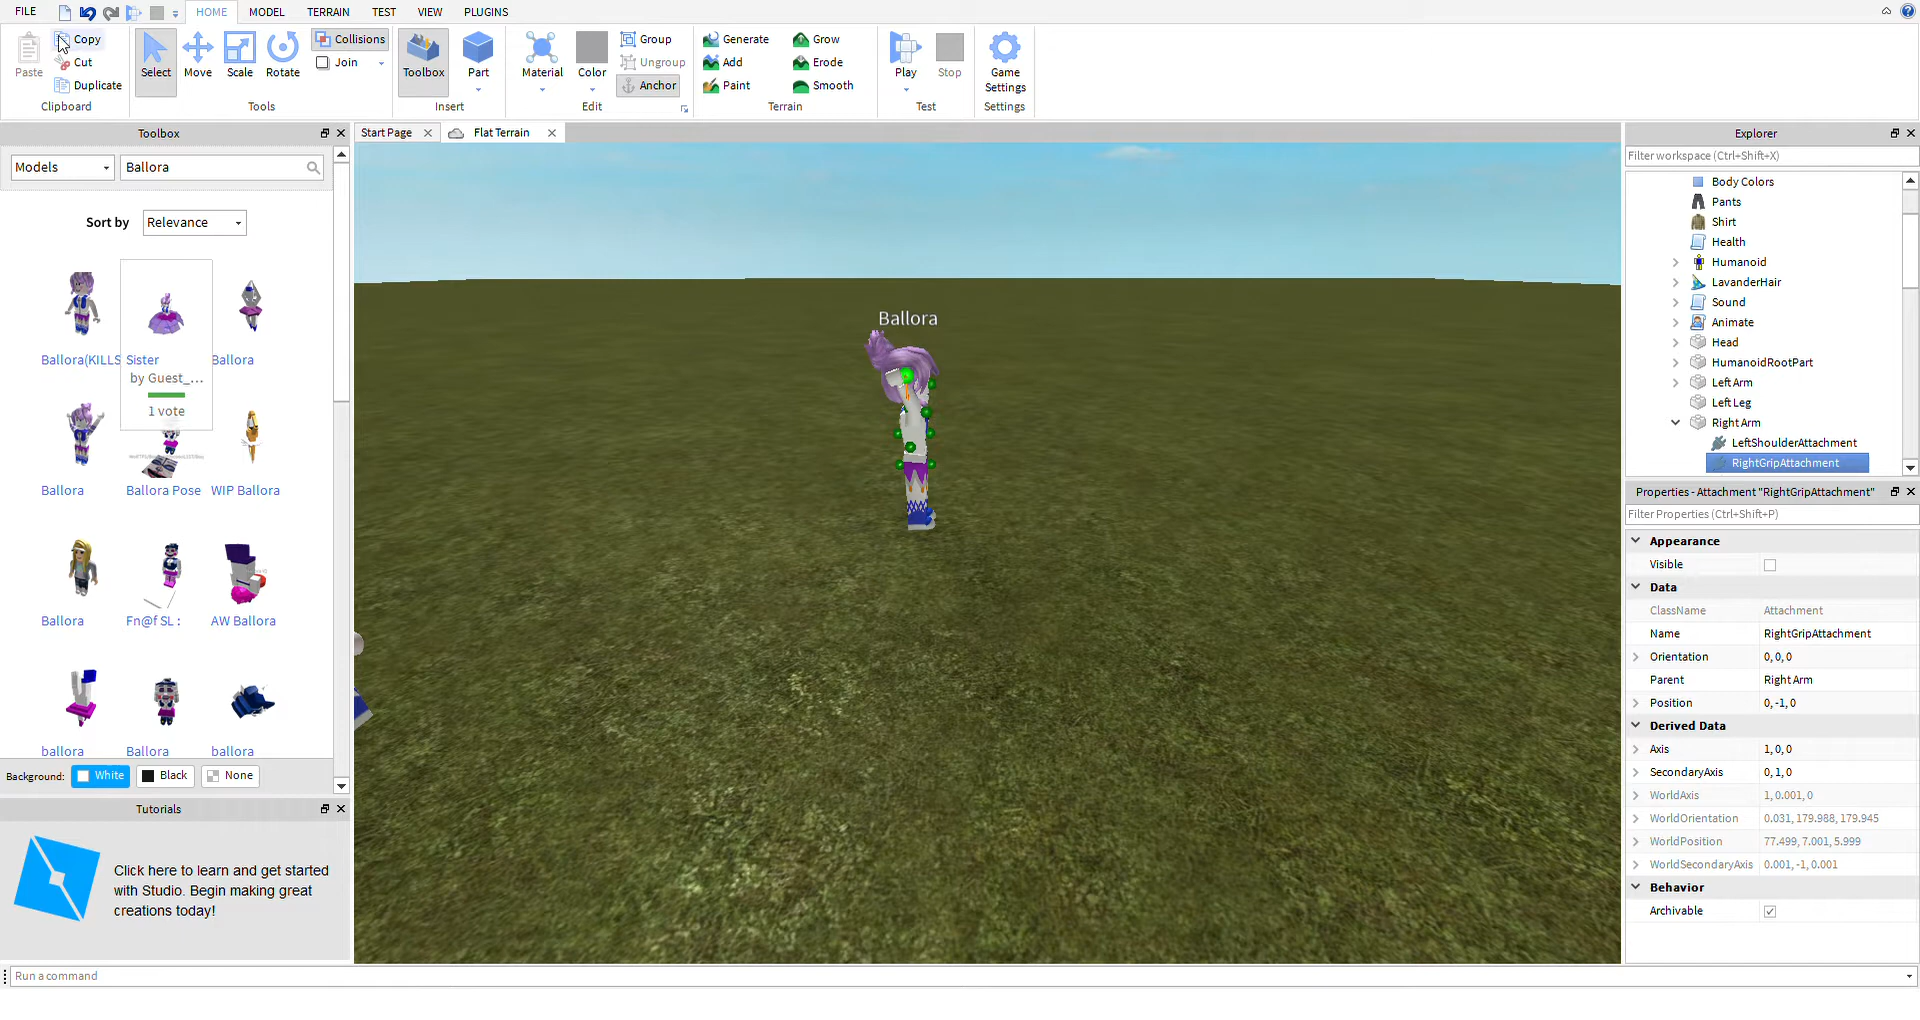 FILE HOME MODEL TERRAIN TEST VIEW PLUGINS
Paste Copy Cut Duplicate
Clipboard
Select Move Scale Rotate Collisions Join
Tools
Toolbox Part
Insert
Material Color Group Ungroup Anchor
Edit
Generate Add Paint Grow Erode Smooth
Terrain
Play Stop
Test
Game Settings
Settings
Toolbox
Models Ballora
Sort by Relevance
Ballora(KILLS Sister Ballora
by Guest_...
1 vote
Ballora Ballora Pose WIP Ballora
Ballora Fn@f SL : AW Ballora
ballora Ballora ballora
Background: White Black None
Tutorials
Click here to learn and get started
with Studio. Begin making great
creations today!
Start Page Flat Terrain
Ballora
Explorer
Filter workspace (Ctrl+Shift+X)
Body Colors
Pants
Shirt
Health
Humanoid
LavanderHair
Sound
Animate
Head
HumanoidRootPart
Left Arm
Left Leg
Right Arm
LeftShoulderAttachment
RightGripAttachment
Properties - Attachment "RightGripAttachment"
Filter Properties (Ctrl+Shift+P)
Appearance
Visible
Data
ClassName Attachment
Name RightGripAttachment
Orientation 0, 0, 0
Parent Right Arm
Position 0, -1, 0
Derived Data
Axis 1, 0, 0
SecondaryAxis 0, 1, 0
WorldAxis 1, 0.001, 0
WorldOrientation 0.031, 179.988, 179.945
WorldPosition 77.499, 7.001, 5.999
WorldSecondaryAxis 0.001, -1, 0.001
Behavior
Archivable
Run a command